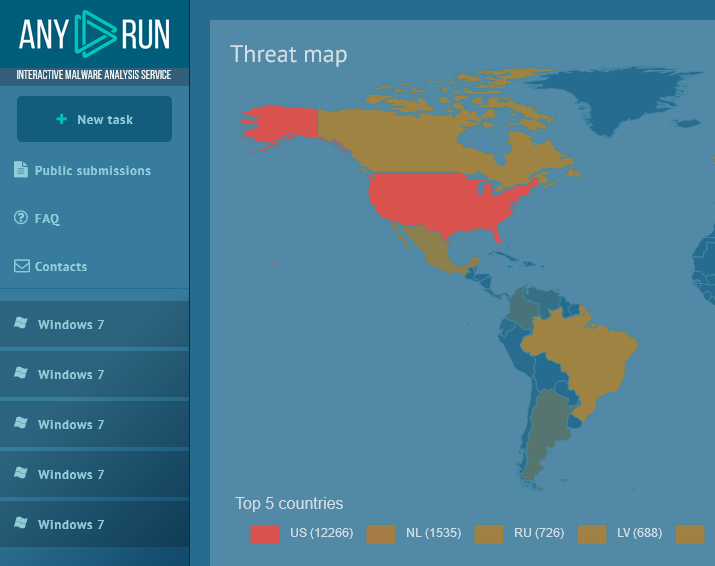 ANY RUN
INTERACTIVE MALWARE ANALYSIS SERVICE
+ New task
Public submissions
FAQ
Contacts
Windows 7
Windows 7
Windows 7
Windows 7
Windows 7
Threat map
Top 5 countries
US (12266) NL (1535) RU (726) LV (688)